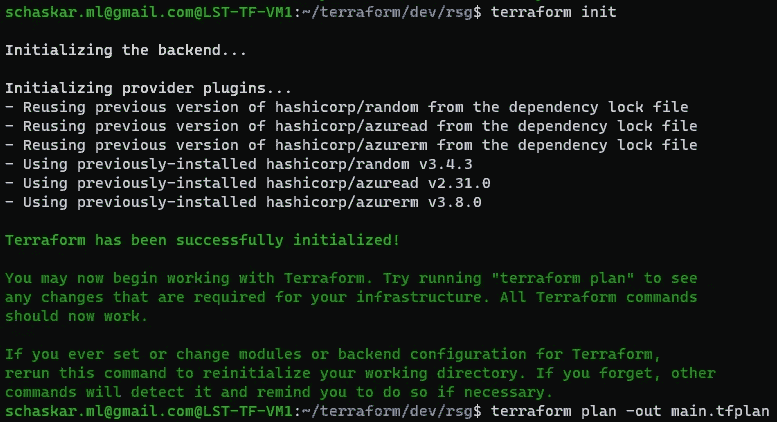 schaskar.ml@gmail.com@LST-TF-VM1:~/terraform/dev/rsg$ terraform init
Initializing the backend...
Initializing provider plugins...
- Reusing previous version of hashicorp/random from the dependency lock file
- Reusing previous version of hashicorp/azuread from the dependency lock file
- Reusing previous version of hashicorp/azurerm from the dependency lock file
- Using previously-installed hashicorp/random v3.4.3
- Using previously-installed hashicorp/azuread v2.31.0
- Using previously-installed hashicorp/azurerm v3.8.0
Terraform has been successfully initialized!
You may now begin working with Terraform. Try running "terraform plan" to see
any changes that are required for your infrastructure. All Terraform commands
should now work.
If you ever set or change modules or backend configuration for Terraform,
rerun this command to reinitialize your working directory. If you forget, other
commands will detect it and remind you to do so if necessary.
schaskar.ml@gmail.com@LST-TF-VM1:~/terraform/dev/rsg$ terraform plan -out main.tfplan